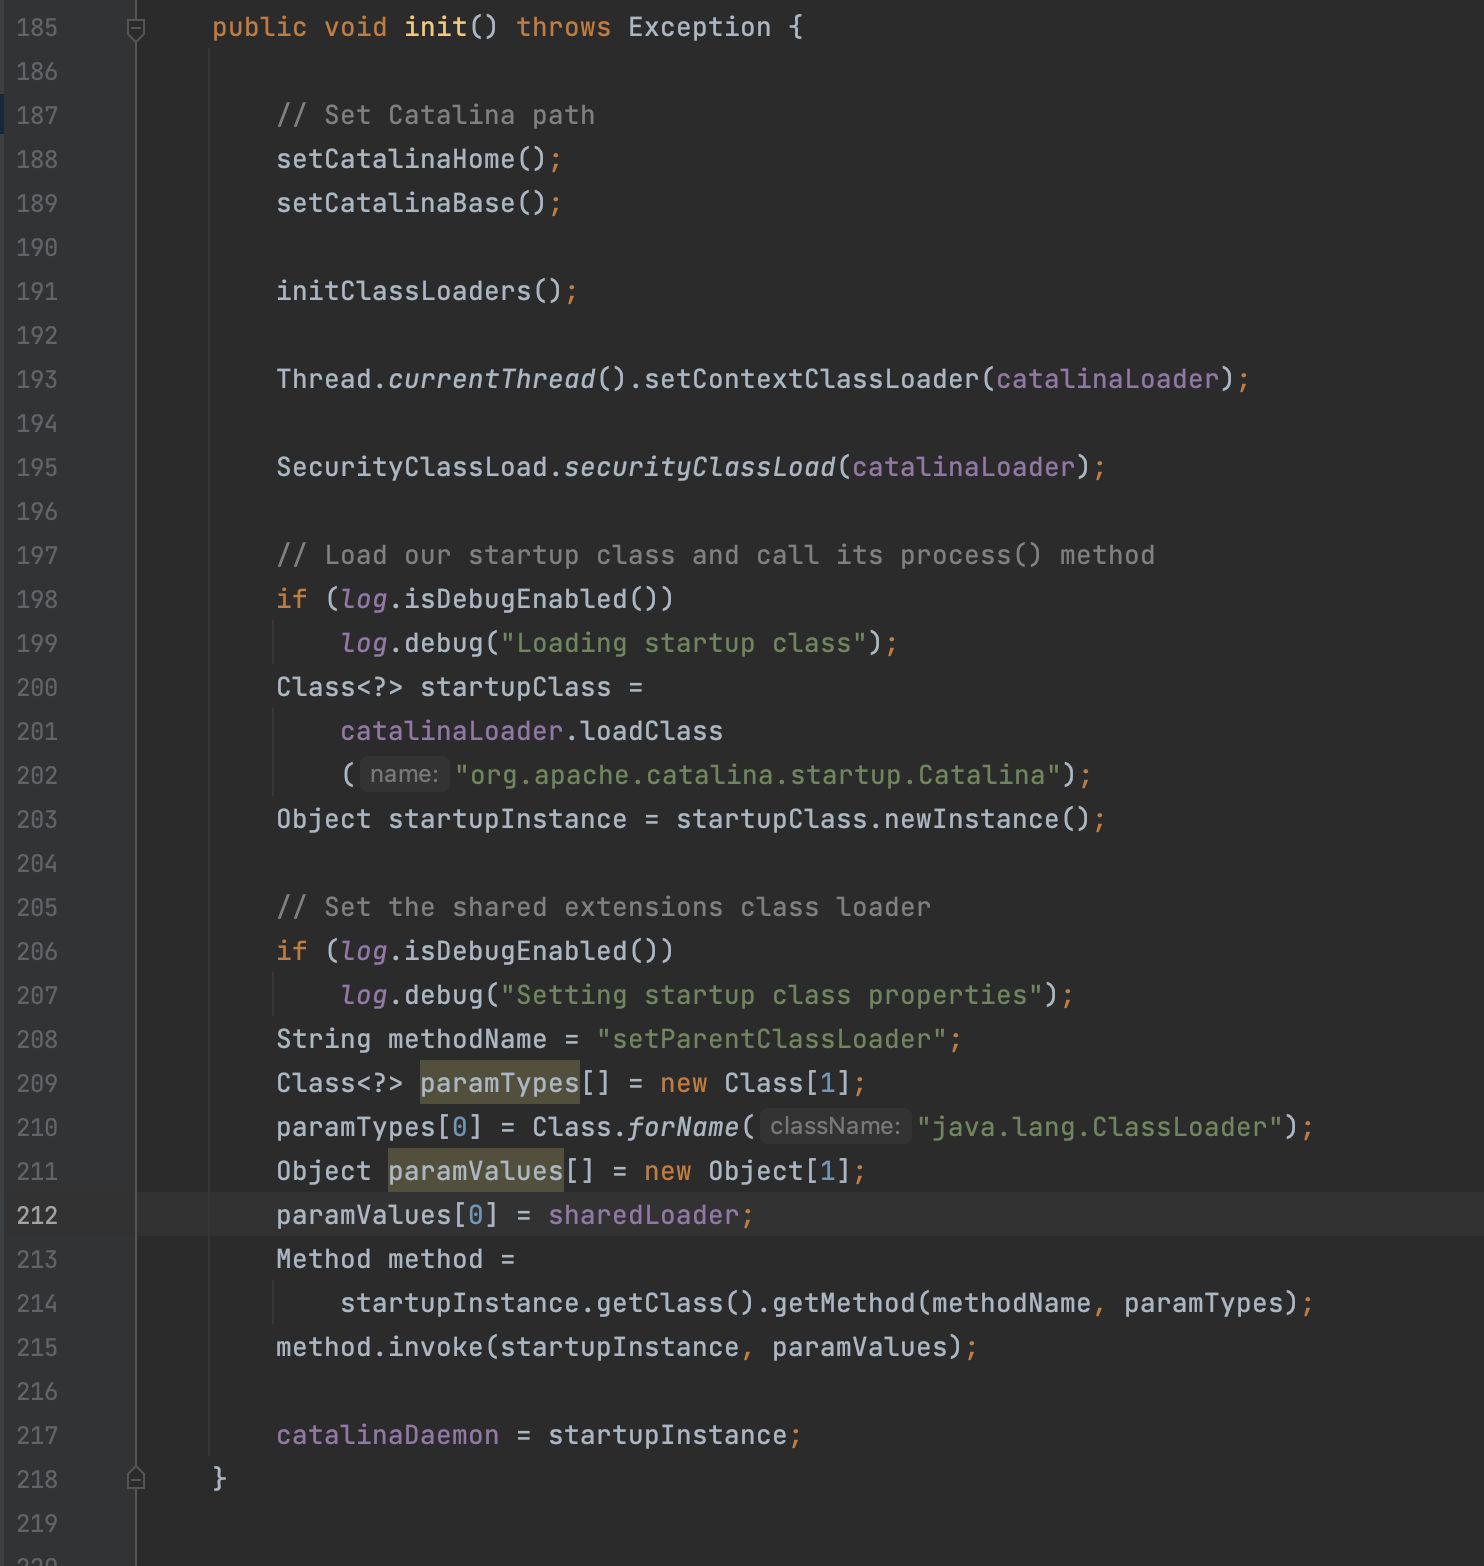 185 public void init() throws Exception {
186
187 // Set Catalina path
188 setCatalinaHome();
189 setCatalinaBase();
190
191 initClassLoaders();
192
193 Thread.currentThread().setContextClassLoader(catalinaLoader);
194
195 SecurityClassLoad.securityClassLoad(catalinaLoader);
196
197 // Load our startup class and call its process() method
198 if (log.isDebugEnabled())
199 log.debug("Loading startup class");
200 Class<?> startupClass =
201 catalinaLoader.loadClass
202 ( name: "org.apache.catalina.startup.Catalina");
203 Object startupInstance = startupClass.newInstance();
204
205 // Set the shared extensions class loader
206 if (log.isDebugEnabled())
207 log.debug("Setting startup class properties");
208 String methodName = "setParentClassLoader";
209 Class<?> paramTypes[] = new Class[1];
210 paramTypes[0] = Class.forName( className: "java.lang.ClassLoader");
211 Object paramValues[] = new Object[1];
212 paramValues[0] = sharedLoader;
213 Method method =
214 startupInstance.getClass().getMethod(methodName, paramTypes);
215 method.invoke(startupInstance, paramValues);
216
217 catalinaDaemon = startupInstance;
218 }
219